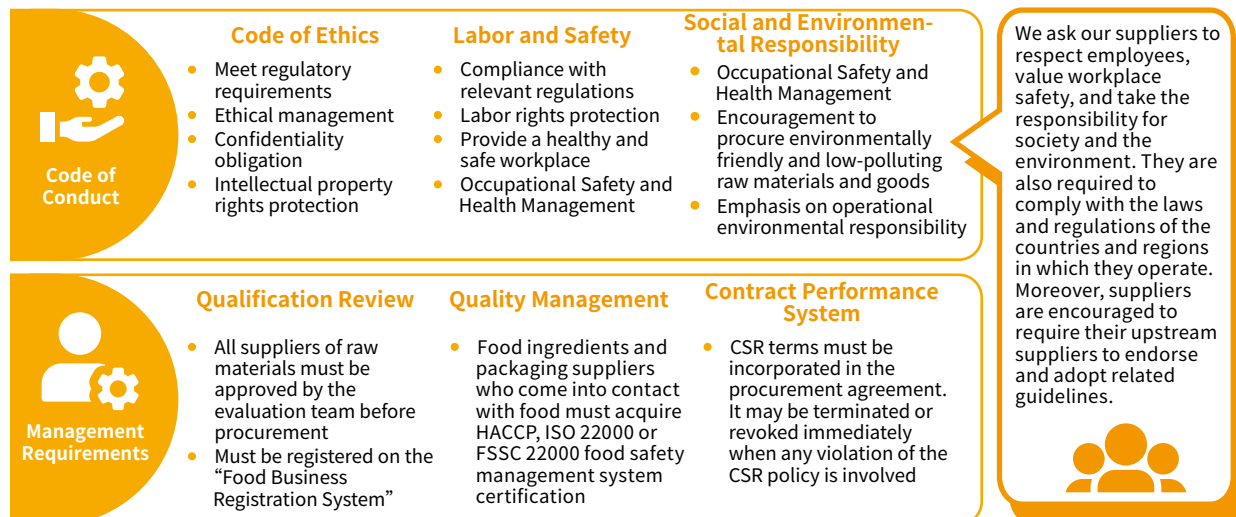 Code of
Conduct
Code of Ethics
• Meet regulatory
requirements
• Ethical management
• Confidentiality
obligation
• Intellectual property
rights protection
Labor and Safety
• Compliance with
relevant regulations
• Labor rights protection
• Provide a healthy and
safe workplace
• Occupational Safety and
Health Management
Social and Environmen-
tal Responsibility
• Occupational Safety and
Health Management
• Encouragement to
procure environmentally
friendly and low-polluting
raw materials and goods
• Emphasis on operational
environmental responsibility
We ask our suppliers to
respect employees,
value workplace
safety, and take the
responsibility for
society and the
environment. They are
also required to
comply with the laws
and regulations of the
countries and regions
in which they operate.
Moreover, suppliers
are encouraged to
require their upstream
suppliers to endorse
and adopt related
guidelines.
Management
Requirements
Qualification Review
• All suppliers of raw
materials must be
approved by the
evaluation team before
procurement
• Must be registered on the
“Food Business
Registration System”
Quality Management
• Food ingredients and
packaging suppliers
who come into contact
with food must acquire
HACCP, ISO 22000 or
FSSC 22000 food safety
management system
certification
Contract Performance
System
• CSR terms must be
incorporated in the
procurement agreement.
It may be terminated or
revoked immediately
when any violation of the
CSR policy is involved